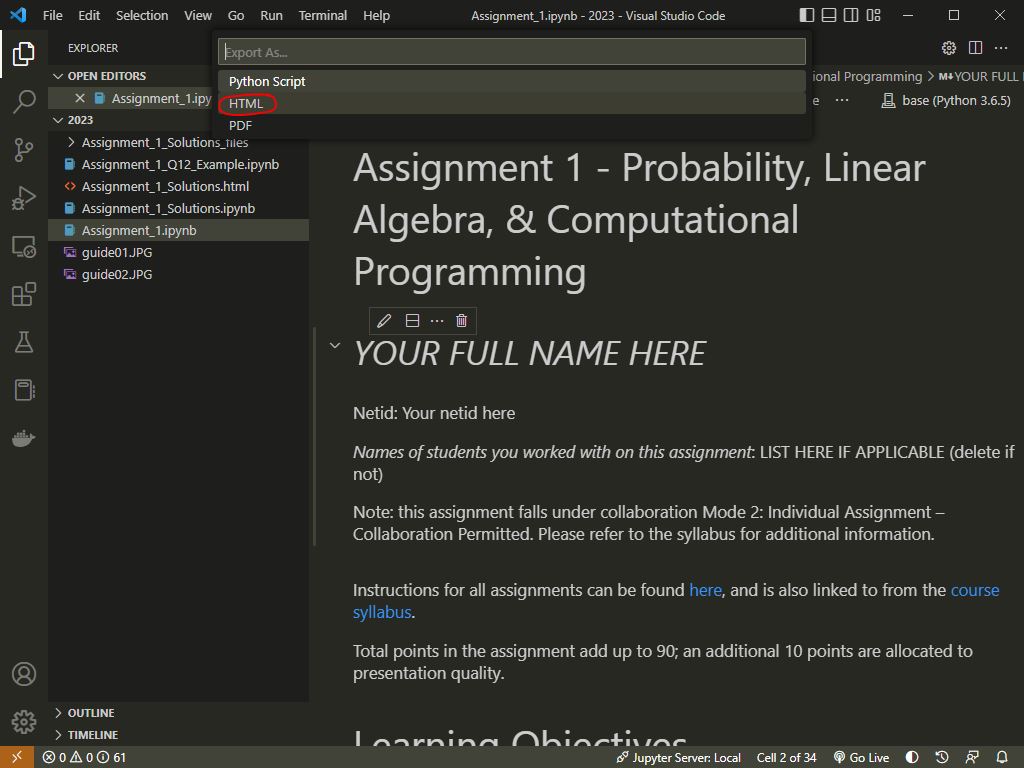 File Edit Selection View Go Run Terminal Help Assignment_1.ipynb - 2023 - Visual Studio Code
EXPLORER
Export As...
OPEN EDITORS
Python Script
ional Programming > M↓YOUR FULL
Assignment_1.ipy
HTML
e ... base (Python 3.6.5)
2023
PDF
Assignment_1_Solutions_files
Assignment_1_Q12_Example.ipynb
Assignment_1_Solutions.html
Assignment_1_Solutions.ipynb
Assignment_1.ipynb
guide01.JPG
guide02.JPG
Assignment 1 - Probability, Linear
Algebra, & Computational
Programming
YOUR FULL NAME HERE
Netid: Your netid here
Names of students you worked with on this assignment: LIST HERE IF APPLICABLE (delete if
not)
Note: this assignment falls under collaboration Mode 2: Individual Assignment –
Collaboration Permitted. Please refer to the syllabus for additional information.
Instructions for all assignments can be found here, and is also linked to from the course
syllabus.
Total points in the assignment add up to 90; an additional 10 points are allocated to
presentation quality.
Learning Objectives
OUTLINE
TIMELINE
0 0 61 Jupyter Server: Local Cell 2 of 34 Go Live